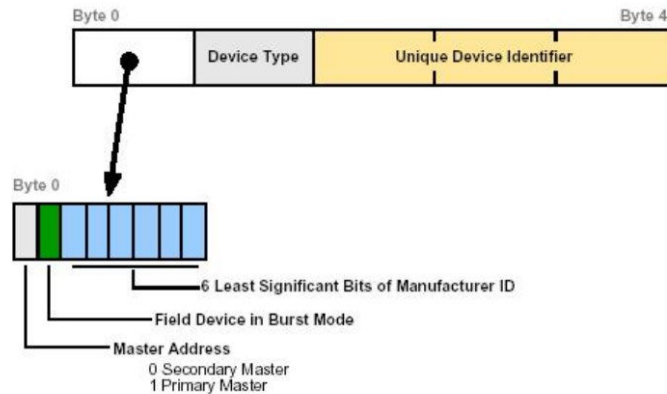 Byte 0 Byte 4
Device Type Unique Device Identifier
Byte 0
6 Least Significant Bits of Manufacturer ID
Field Device in Burst Mode
Master Address
0 Secondary Master
1 Primary Master